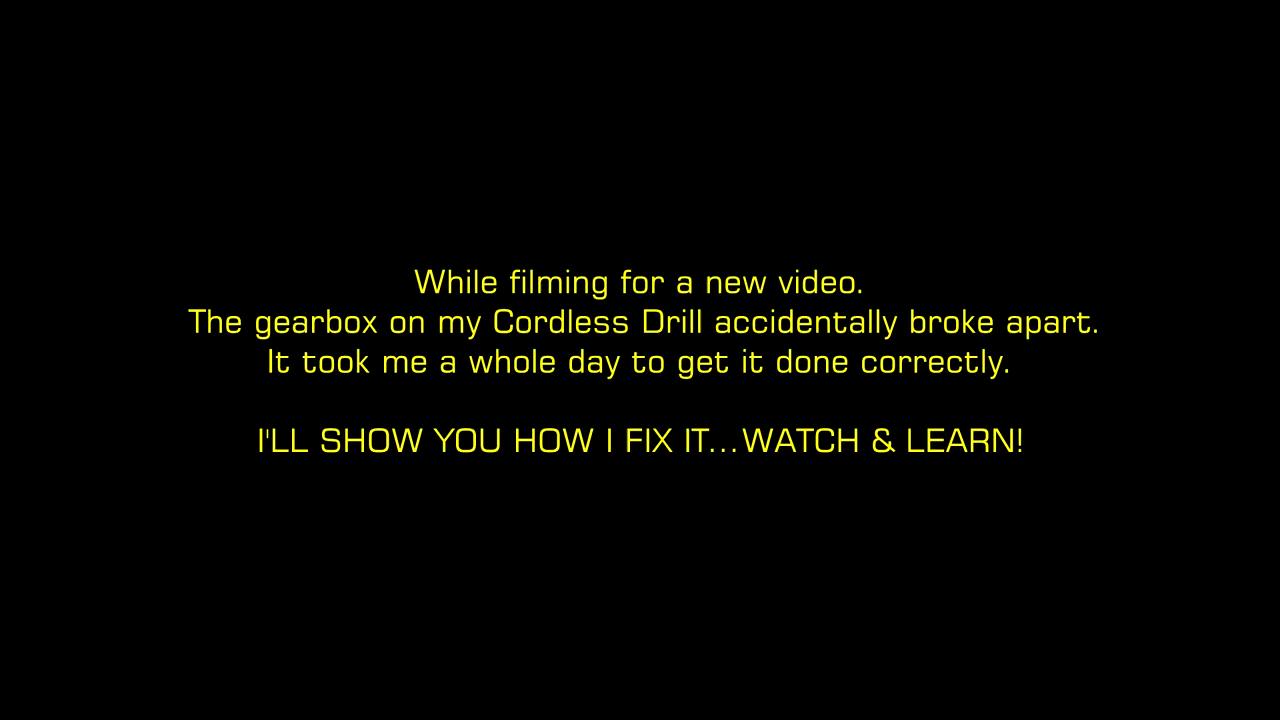 While filming for a new video.
The gearbox on my Cordless Drill accidentally broke apart.
It took me a whole day to get it done correctly.
I'LL SHOW YOU HOW I FIX IT...WATCH & LEARN!